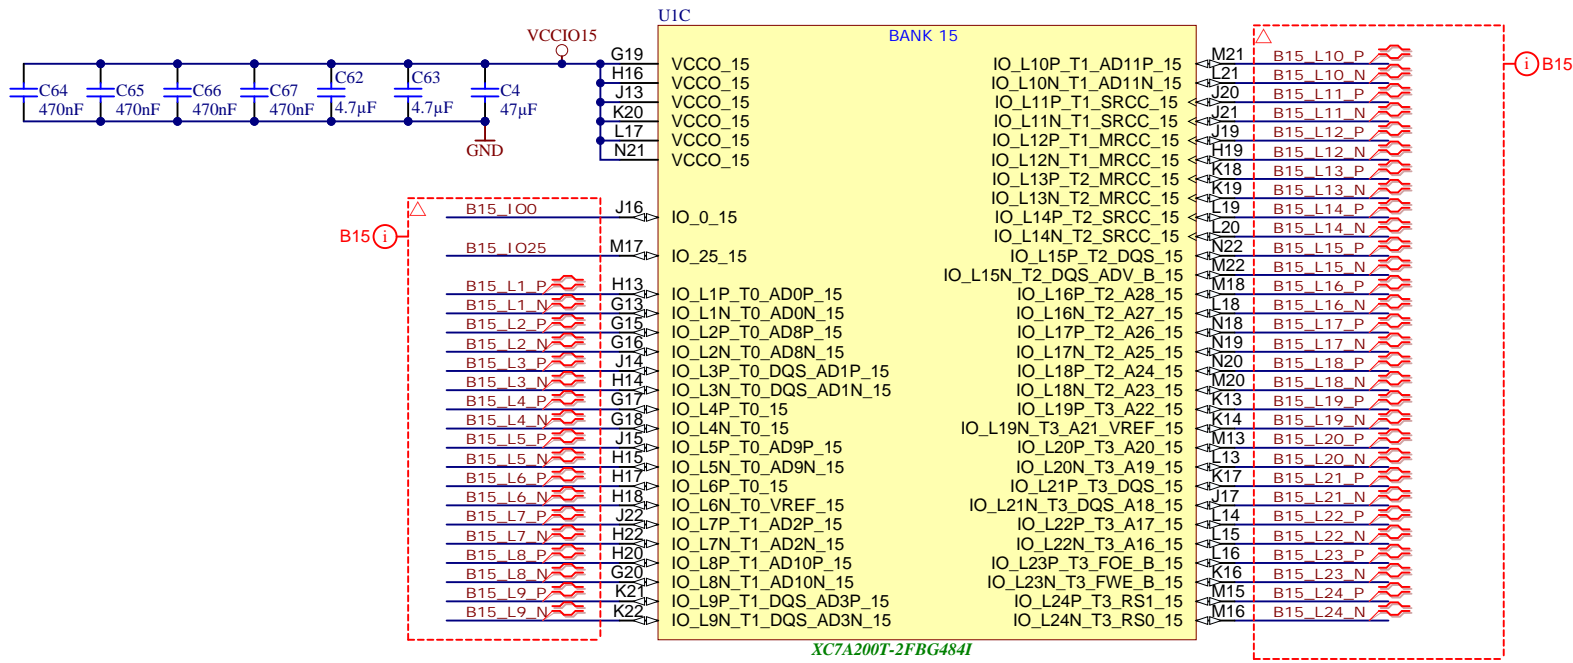 U1C
BANK 15
VCCIO15
C64
470nF
C65
470nF
C66
470nF
C67
470nF
C62
4.7µF
C63
4.7µF
C4
47µF
GND
G19 VCCO_15
H16 VCCO_15
J13 VCCO_15
K20 VCCO_15
L17 VCCO_15
N21 VCCO_15
B15 i
B15_IO0 J16 IO_0_15
B15_IO25 M17 IO_25_15
B15_L1_P H13 IO_L1P_T0_AD0P_15
B15_L1_N G13 IO_L1N_T0_AD0N_15
B15_L2_P G15 IO_L2P_T0_AD8P_15
B15_L2_N G16 IO_L2N_T0_AD8N_15
B15_L3_P J14 IO_L3P_T0_DQS_AD1P_15
B15_L3_N H14 IO_L3N_T0_DQS_AD1N_15
B15_L4_P G17 IO_L4P_T0_15
B15_L4_N G18 IO_L4N_T0_15
B15_L5_P J15 IO_L5P_T0_AD9P_15
B15_L5_N H15 IO_L5N_T0_AD9N_15
B15_L6_P H17 IO_L6P_T0_15
B15_L6_N H18 IO_L6N_T0_VREF_15
B15_L7_P J22 IO_L7P_T1_AD2P_15
B15_L7_N H22 IO_L7N_T1_AD2N_15
B15_L8_P H20 IO_L8P_T1_AD10P_15
B15_L8_N G20 IO_L8N_T1_AD10N_15
B15_L9_P K21 IO_L9P_T1_DQS_AD3P_15
B15_L9_N K22 IO_L9N_T1_DQS_AD3N_15
IO_L10P_T1_AD11P_15 M21 B15_L10_P
IO_L10N_T1_AD11N_15 L21 B15_L10_N
IO_L11P_T1_SRCC_15 J20 B15_L11_P
IO_L11N_T1_SRCC_15 J21 B15_L11_N
IO_L12P_T1_MRCC_15 J19 B15_L12_P
IO_L12N_T1_MRCC_15 H19 B15_L12_N
IO_L13P_T2_MRCC_15 K18 B15_L13_P
IO_L13N_T2_MRCC_15 K19 B15_L13_N
IO_L14P_T2_SRCC_15 L19 B15_L14_P
IO_L14N_T2_SRCC_15 L20 B15_L14_N
IO_L15P_T2_DQS_15 N22 B15_L15_P
IO_L15N_T2_DQS_ADV_B_15 M22 B15_L15_N
IO_L16P_T2_A28_15 M18 B15_L16_P
IO_L16N_T2_A27_15 L18 B15_L16_N
IO_L17P_T2_A26_15 N18 B15_L17_P
IO_L17N_T2_A25_15 N19 B15_L17_N
IO_L18P_T2_A24_15 N20 B15_L18_P
IO_L18N_T2_A23_15 M20 B15_L18_N
IO_L19P_T3_A22_15 K13 B15_L19_P
IO_L19N_T3_A21_VREF_15 K14 B15_L19_N
IO_L20P_T3_A20_15 M13 B15_L20_P
IO_L20N_T3_A19_15 L13 B15_L20_N
IO_L21P_T3_DQS_15 K17 B15_L21_P
IO_L21N_T3_DQS_A18_15 J17 B15_L21_N
IO_L22P_T3_A17_15 L14 B15_L22_P
IO_L22N_T3_A16_15 L15 B15_L22_N
IO_L23P_T3_FOE_B_15 L16 B15_L23_P
IO_L23N_T3_FWE_B_15 K16 B15_L23_N
IO_L24P_T3_RS1_15 M15 B15_L24_P
IO_L24N_T3_RS0_15 M16 B15_L24_N
i B15
XC7A200T-2FBG484I